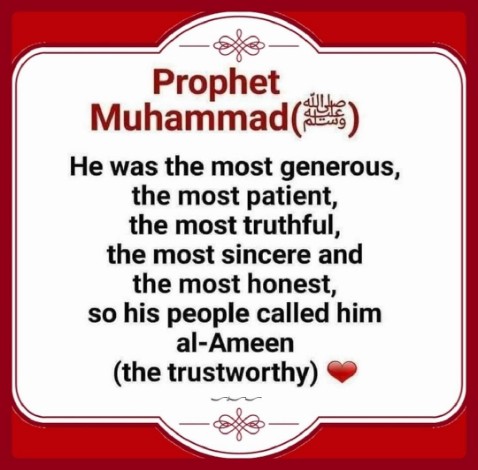 Prophet
Muhammad(ﷺ)
He was the most generous,
the most patient,
the most truthful,
the most sincere and
the most honest,
so his people called him
al-Ameen
(the trustworthy) ❤